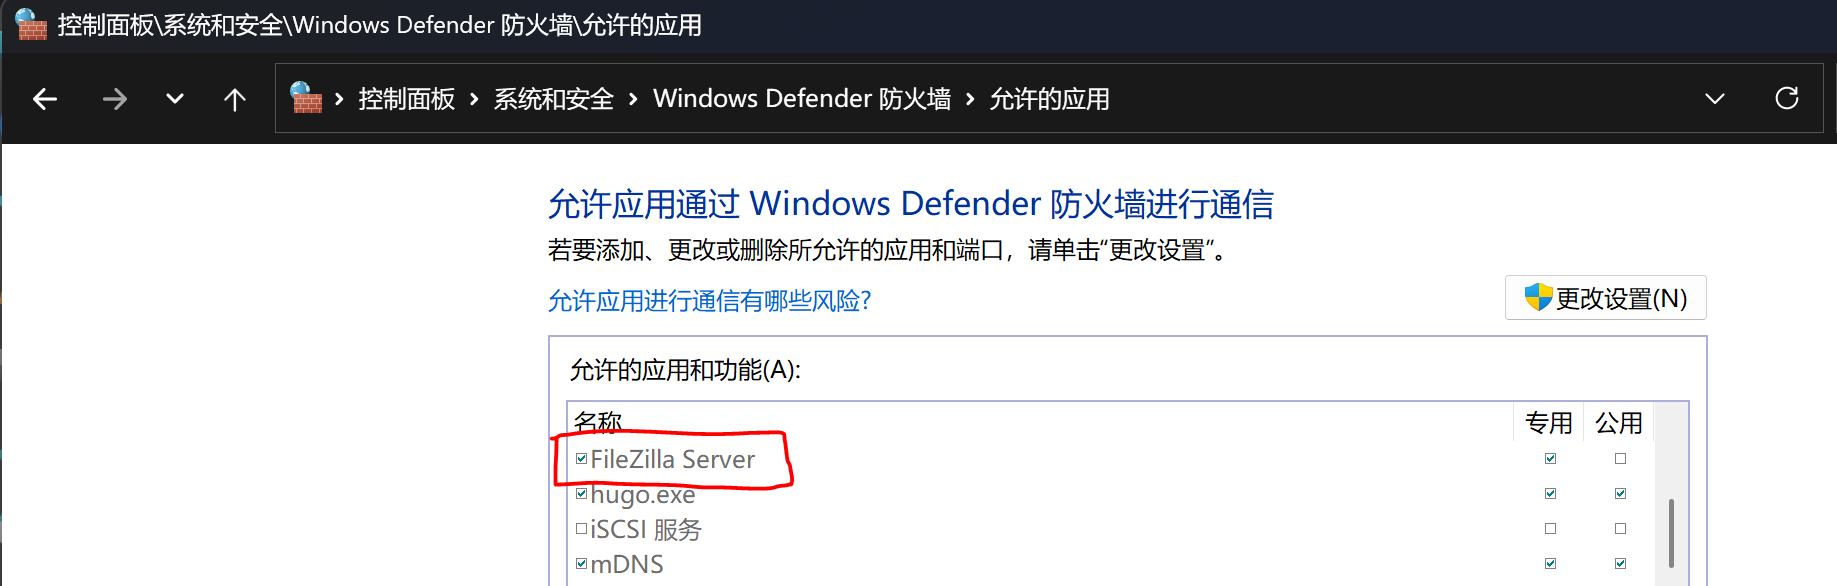 控制面板\系统和安全\Windows Defender 防火墙\允许的应用
控制面板 系统和安全 Windows Defender 防火墙 允许的应用
允许应用通过 Windows Defender 防火墙进行通信
若要添加、更改或删除所允许的应用和端口，请单击“更改设置”。
允许应用进行通信有哪些风险?
更改设置(N)
允许的应用和功能(A):
名称 专用 公用
FileZilla Server
hugo.exe
iSCSI 服务
mDNS